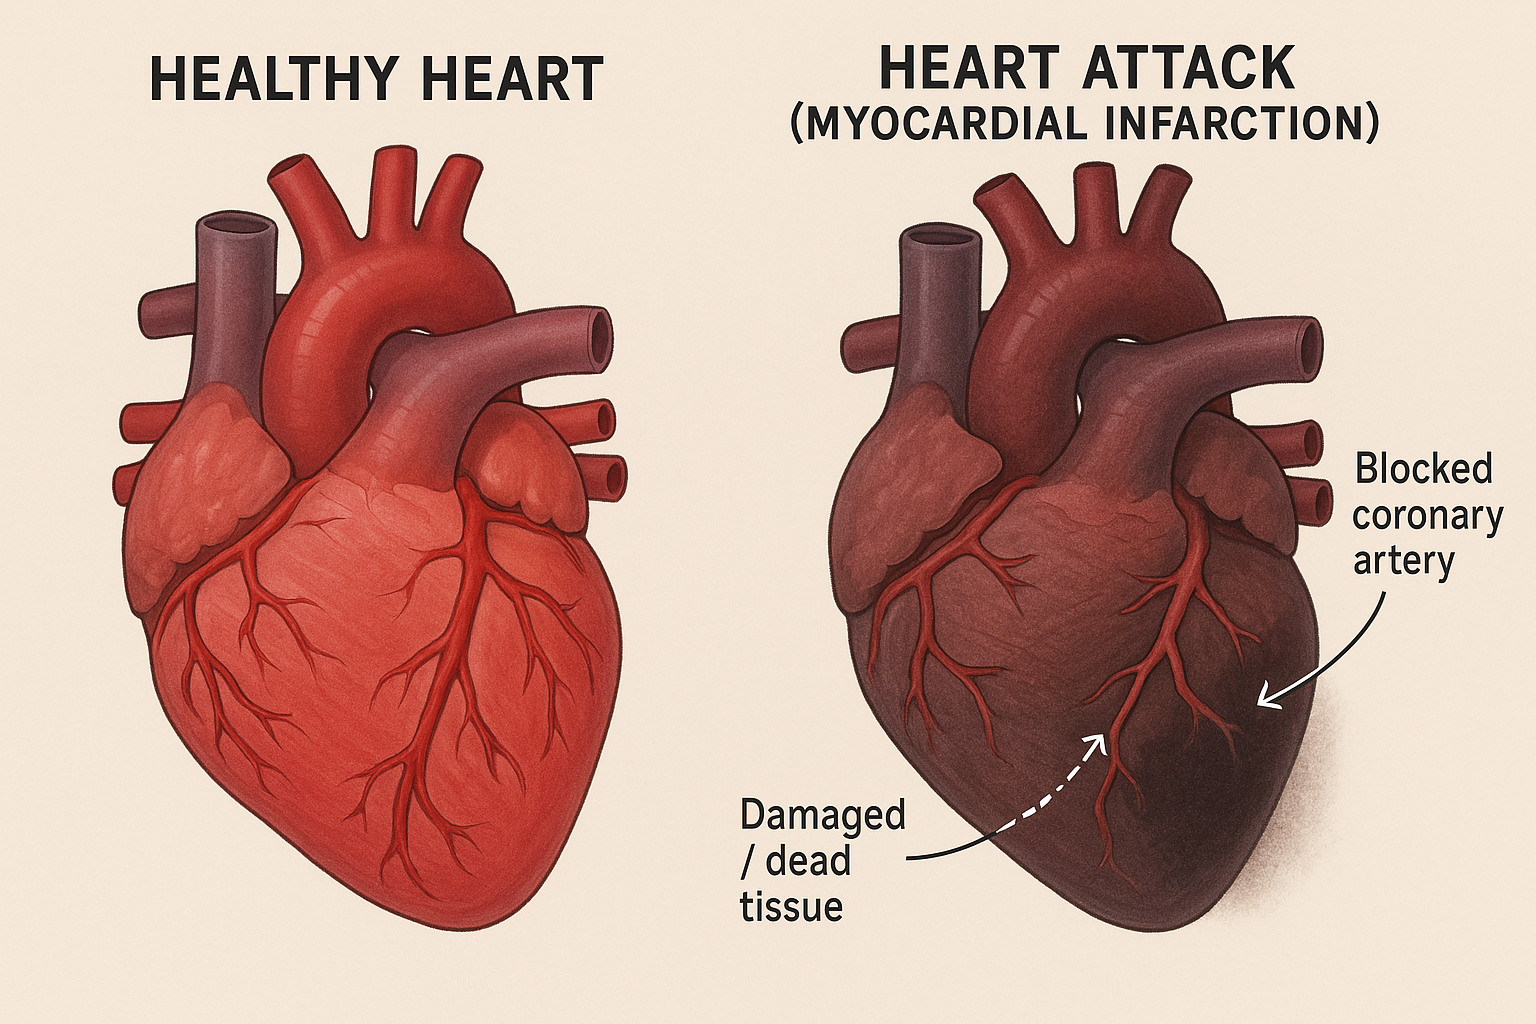 HEALTHY HEART
HEART ATTACK
(MYOCARDIAL INFARCTION)
Blocked
coronary
artery
Damaged
/ dead
tissue